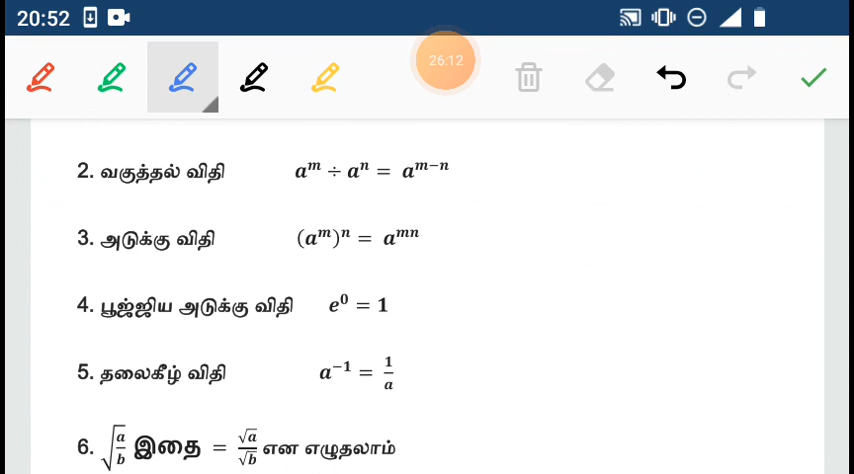 20:52
26:12
2. வகுத்தல் விதி aᵐ ÷ aⁿ = aᵐ⁻ⁿ
3. அடுக்கு விதி (aᵐ)ⁿ = aᵐⁿ
4. பூஜ்ஜிய அடுக்கு விதி e⁰ = 1
5. தலைகீழ் விதி a⁻¹ = 1/a
6. √(a/b) இதை = √a/√b என எழுதலாம்